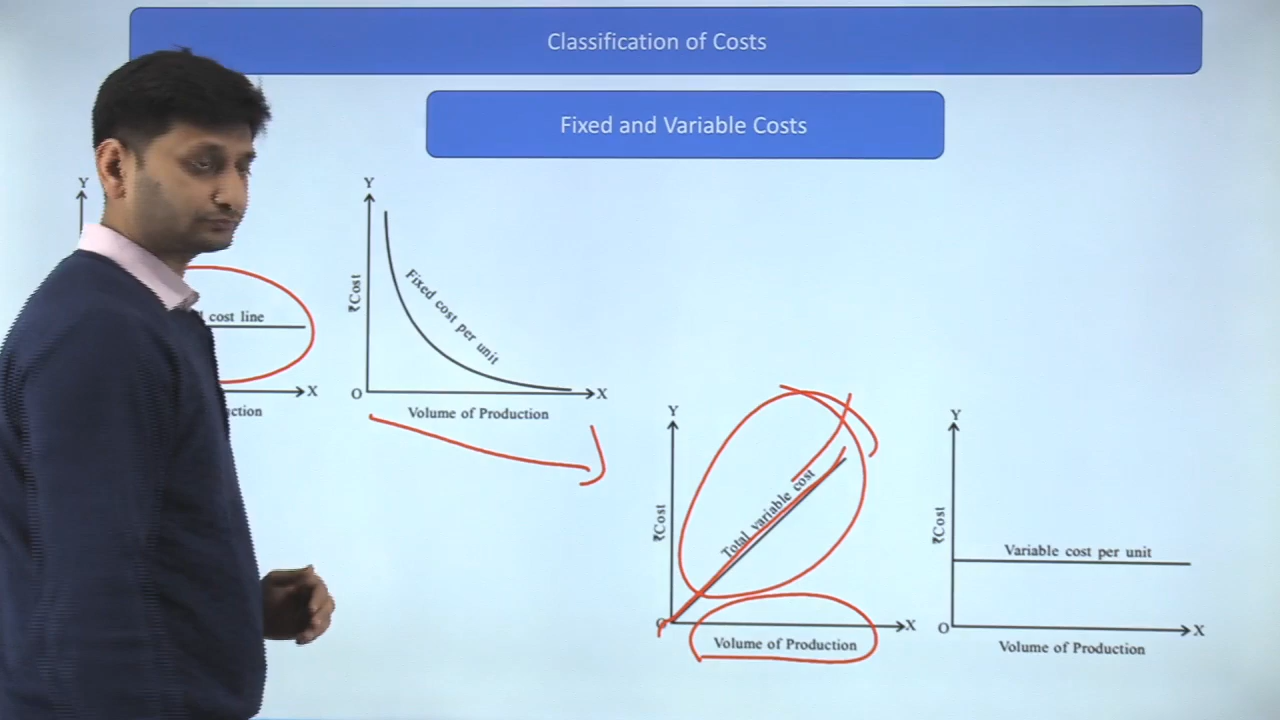 Classification of Costs
Fixed and Variable Costs
Y
cost line
X
Y
₹Cost
Fixed cost per unit
O
X
Volume of Production
Y
₹Cost
Total variable cost
O
X
Volume of Production
Y
₹Cost
Variable cost per unit
O
X
Volume of Production